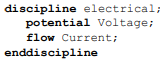 discipline electrical;
potential Voltage;
flow Current;
enddiscipline